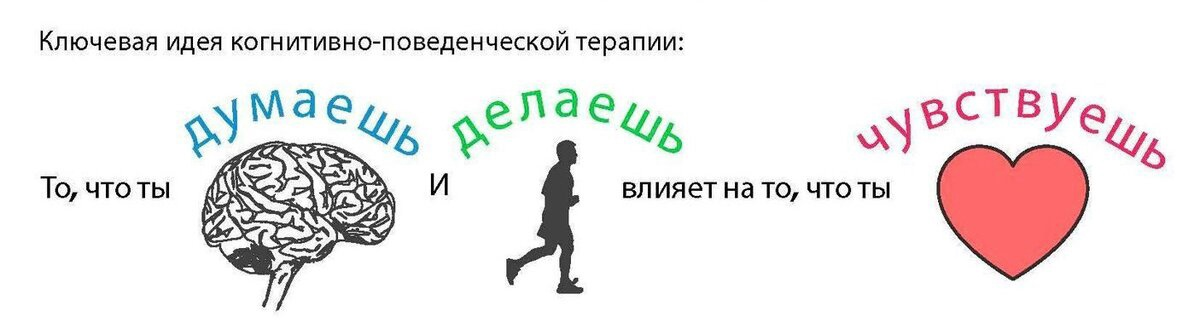 Ключевая идея когнитивно-поведенческой терапии:
То, что ты думаешь и делаешь влияет на то, что ты чувствуешь